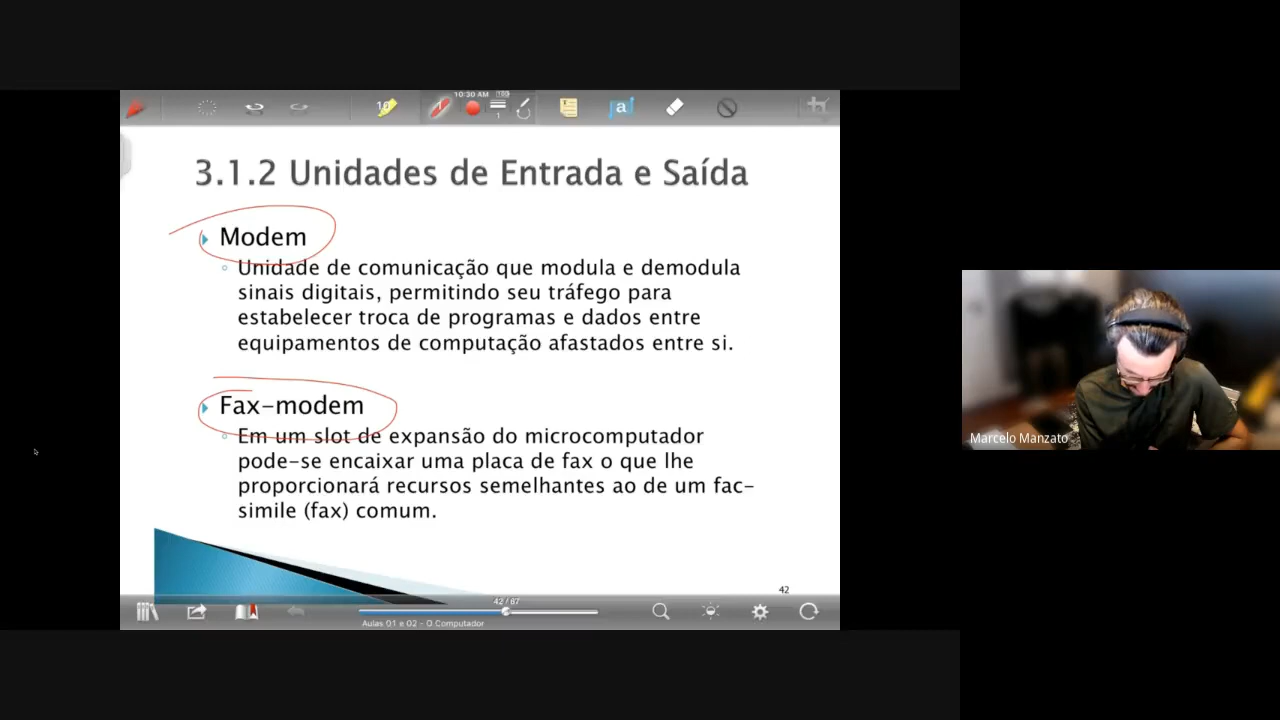 10:30 AM
3.1.2 Unidades de Entrada e Saída
Modem
Unidade de comunicação que modula e demodula
sinais digitais, permitindo seu tráfego para
estabelecer troca de programas e dados entre
equipamentos de computação afastados entre si.
Fax-modem
Em um slot de expansão do microcomputador
pode-se encaixar uma placa de fax o que lhe
proporcionará recursos semelhantes ao de um fac-
simile (fax) comum.
42
42/67
Aulas 01 e 02 - O Computador
Marcelo Manzato